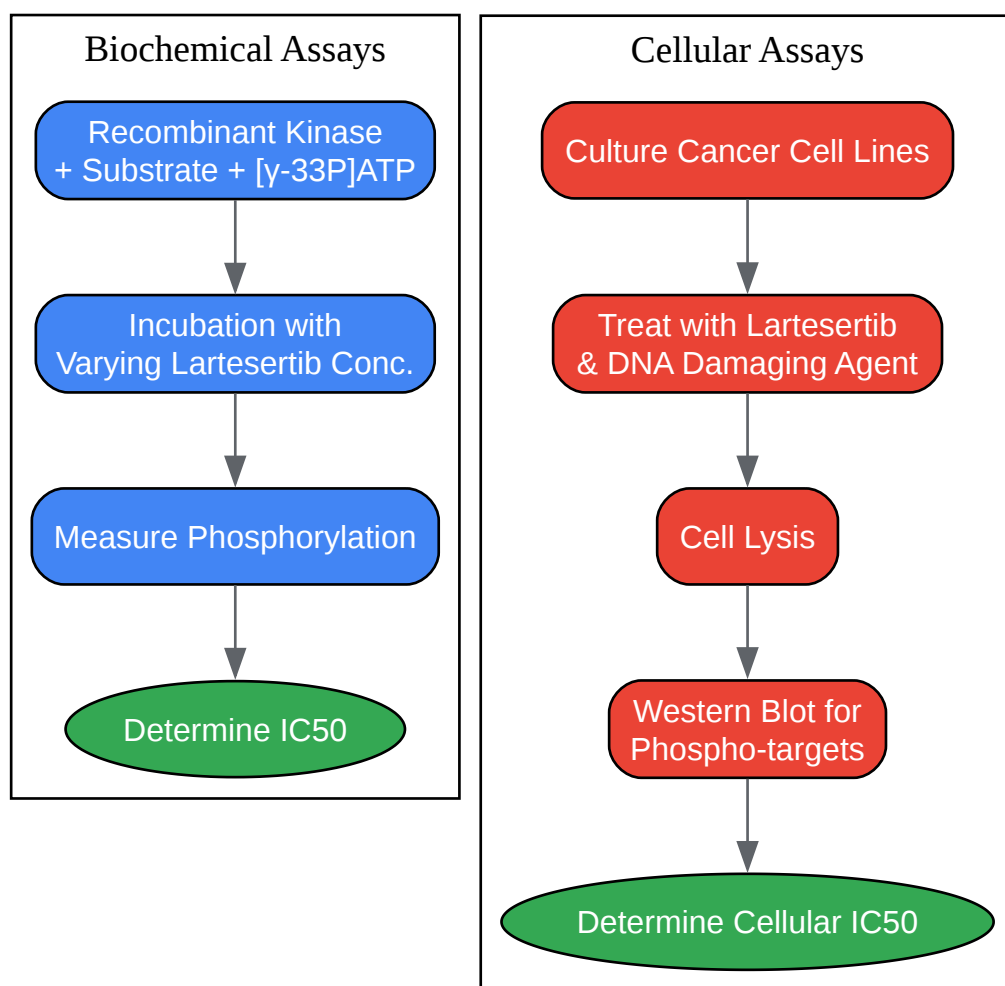 Biochemical Assays
Recombinant Kinase
+ Substrate + [γ-33P]ATP
Incubation with
Varying Lartesertib Conc.
Measure Phosphorylation
Determine IC50
Cellular Assays
Culture Cancer Cell Lines
Treat with Lartesertib
& DNA Damaging Agent
Cell Lysis
Western Blot for
Phospho-targets
Determine Cellular IC50